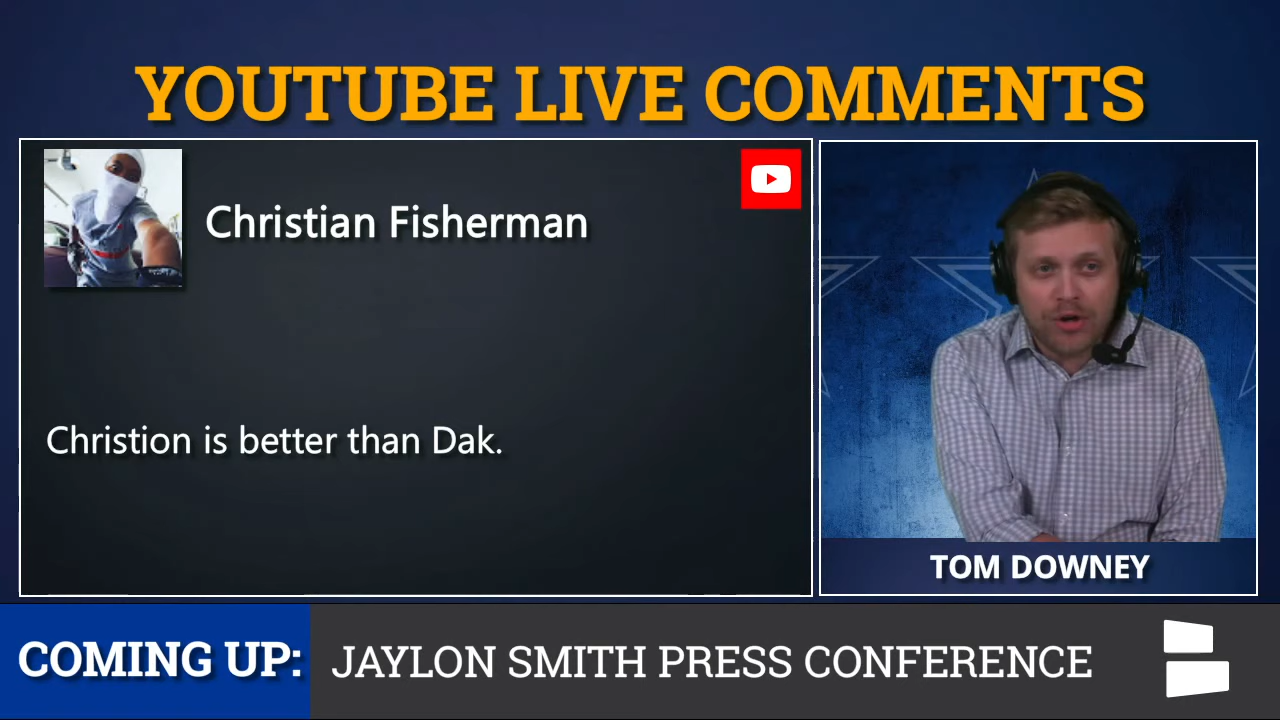 YOUTUBE LIVE COMMENTS
Christian Fisherman
Christion is better than Dak.
TOM DOWNEY
COMING UP: JAYLON SMITH PRESS CONFERENCE